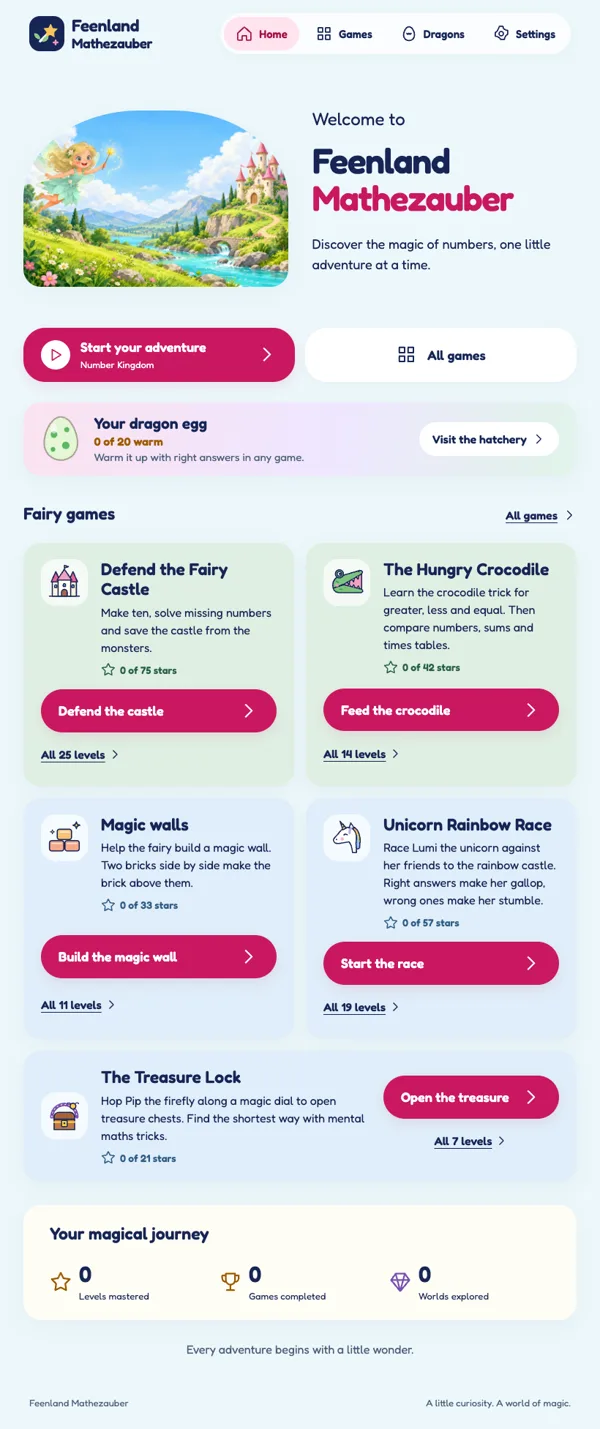 Feenland
Mathezauber
Home
Games
Dragons
Settings
Welcome to
Feenland
Mathezauber
Discover the magic of numbers, one little
adventure at a time.
Start your adventure
Number Kingdom
All games
Your dragon egg
0 of 20 warm
Warm it up with right answers in any game.
Visit the hatchery
Fairy games
All games
Defend the Fairy
Castle
Make ten, solve missing numbers
and save the castle from the
monsters.
0 of 75 stars
Defend the castle
All 25 levels
The Hungry Crocodile
Learn the crocodile trick for
greater, less and equal. Then
compare numbers, sums and
times tables.
0 of 42 stars
Feed the crocodile
All 14 levels
Magic walls
Help the fairy build a magic wall.
Two bricks side by side make the
brick above them.
0 of 33 stars
Build the magic wall
All 11 levels
Unicorn Rainbow Race
Race Lumi the unicorn against
her friends to the rainbow castle.
Right answers make her gallop,
wrong ones make her stumble.
0 of 57 stars
Start the race
All 19 levels
The Treasure Lock
Hop Pip the firefly along a magic dial to open
treasure chests. Find the shortest way with mental
maths tricks.
0 of 21 stars
Open the treasure
All 7 levels
Your magical journey
0
Levels mastered
0
Games completed
0
Worlds explored
Every adventure begins with a little wonder.
Feenland Mathezauber
A little curiosity. A world of magic.